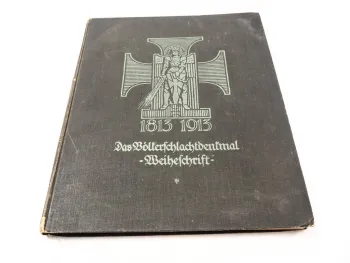 1813 1913
Das Völkerschlachtdenkmal
-Weiheschrift-